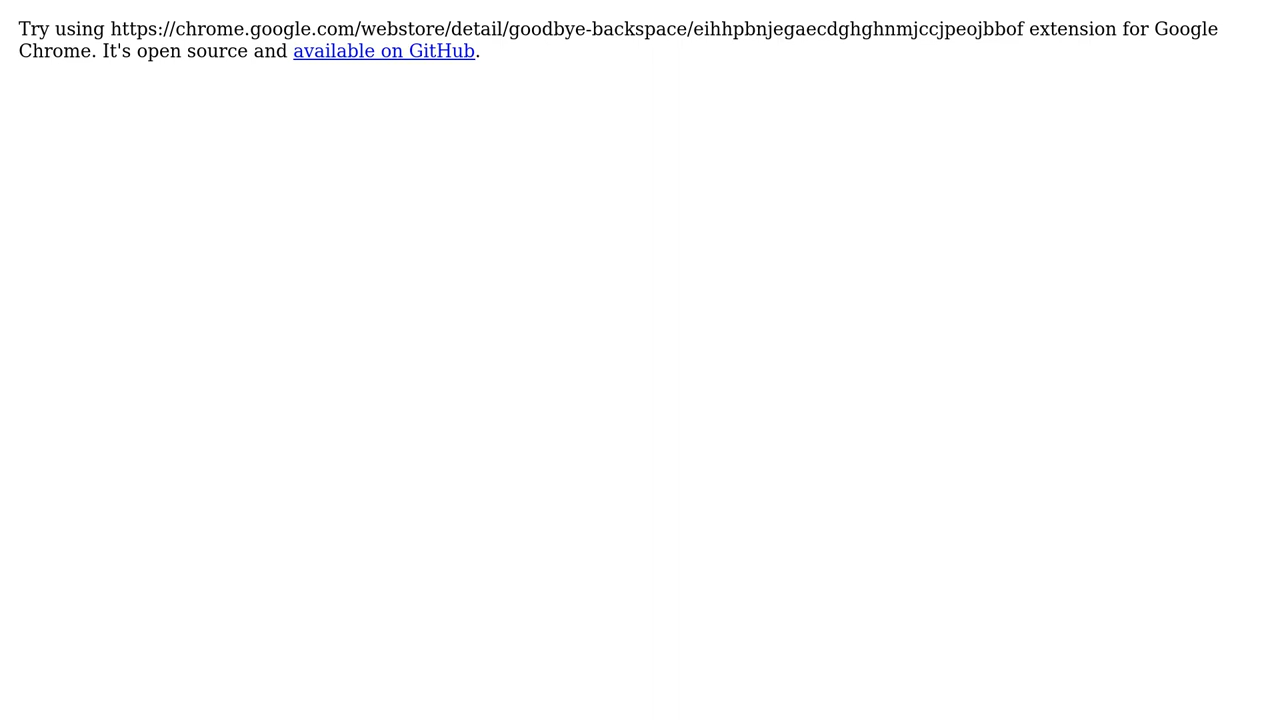 Try using https://chrome.google.com/webstore/detail/goodbye-backspace/eihhpbnjegaecdghghnmjccjpeojbbof extension for Google
Chrome. It's open source and available on GitHub.